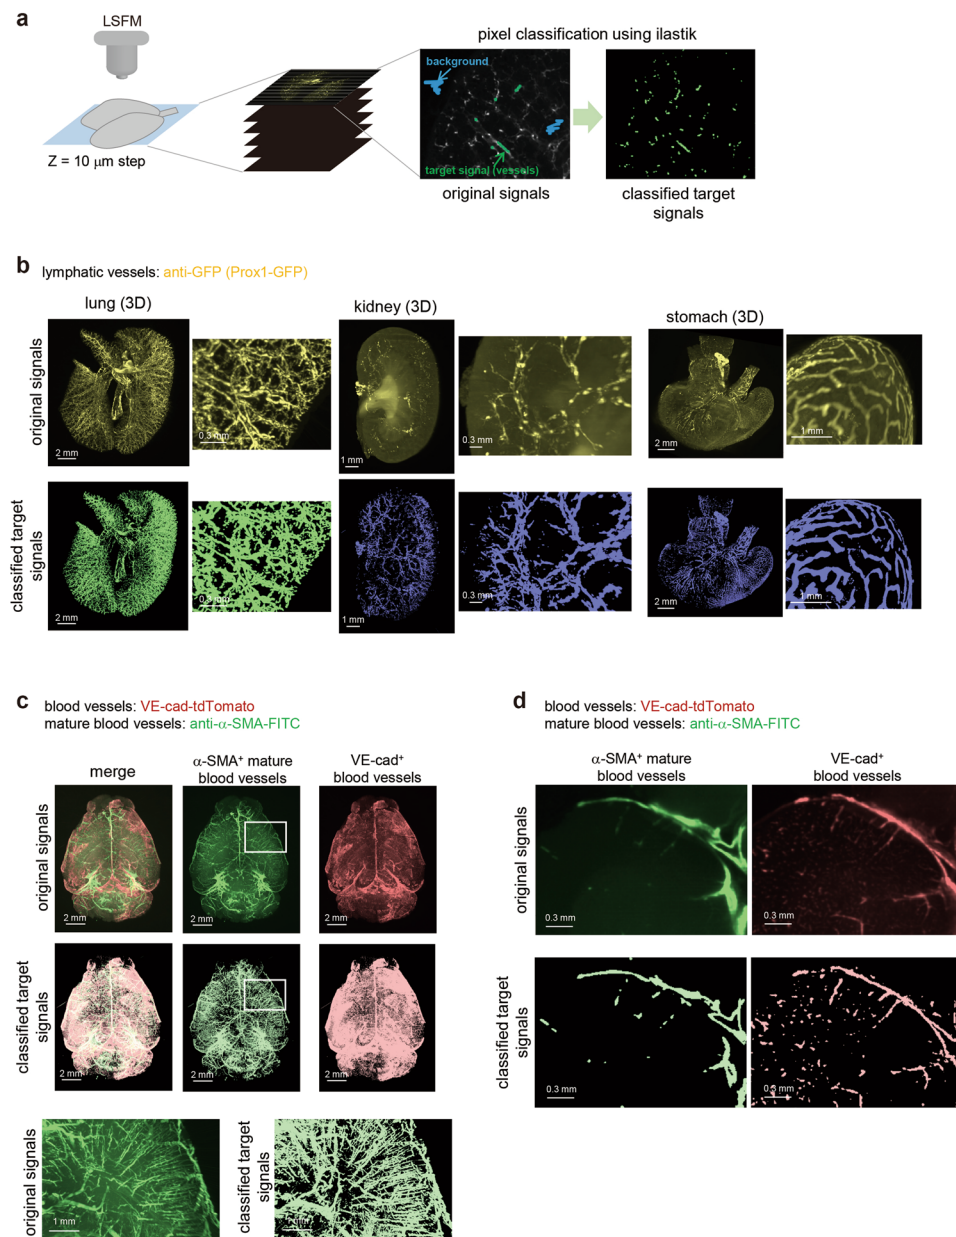 a
LSFM
Z = 10 μm step
pixel classification using ilastik
background
target signal (vessels)
original signals
classified target
signals
b
lymphatic vessels: anti-GFP (Prox1-GFP)
lung (3D)
kidney (3D)
stomach (3D)
original signals
2 mm
0.3 mm
1 mm
0.3 mm
2 mm
1 mm
classified target
signals
2 mm
0.3 mm
1 mm
0.3 mm
2 mm
1 mm
c
blood vessels: VE-cad-tdTomato
mature blood vessels: anti-α-SMA-FITC
merge
α-SMA⁺ mature
blood vessels
VE-cad⁺
blood vessels
original signals
2 mm
2 mm
2 mm
classified target
signals
2 mm
2 mm
2 mm
original signals
1 mm
classified target
signals
mm
d
blood vessels: VE-cad-tdTomato
mature blood vessels: anti-α-SMA-FITC
α-SMA⁺ mature
blood vessels
VE-cad⁺
blood vessels
original signals
0.3 mm
0.3 mm
classified target
signals
0.3 mm
0.3 mm